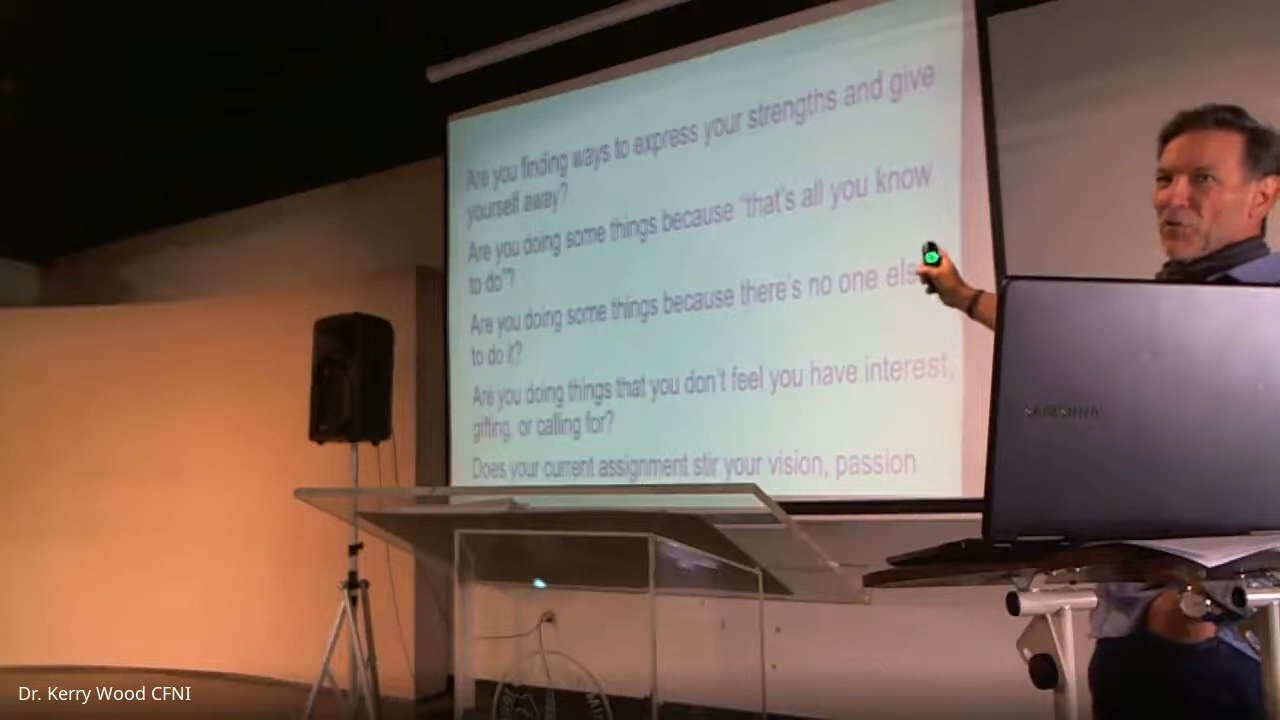 Are you finding ways to express your strengths and give
yourself away?
Are you doing some things because "that's all you know
to do"?
Are you doing some things because there's no one els
to do it?
Are you doing things that you don't feel you have interest,
gifting, or calling for?
Does your current assignment stir your vision, passion
SAMSUNG
Dr. Kerry Wood CFNI